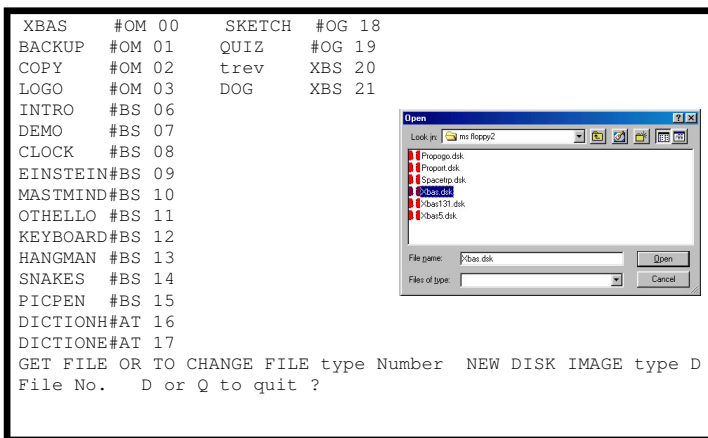 XBAS #OM 00 SKETCH #OG 18
BACKUP #OM 01 QUIZ #OG 19
COPY #OM 02 trev XBS 20
LOGO #OM 03 DOG XBS 21
INTRO #BS 06
DEMO #BS 07
CLOCK #BS 08
EINSTEIN#BS 09
MASTMIND#BS 10
OTHELLO #BS 11
KEYBOARD#BS 12
HANGMAN #BS 13
SNAKES #BS 14
PICPEN #BS 15
DICTIONH#AT 16
DICTIONE#AT 17
GET FILE OR TO CHANGE FILE type Number NEW DISK IMAGE type D
File No. D or Q to quit ?
Open
Look in: ms floppy2
Propogo.dsk
Proport.dsk
Spacetrp.dsk
Xbas.dsk
Xbas131.dsk
Xbas5.dsk
File name: Xbas.dsk Open
Files of type: Cancel